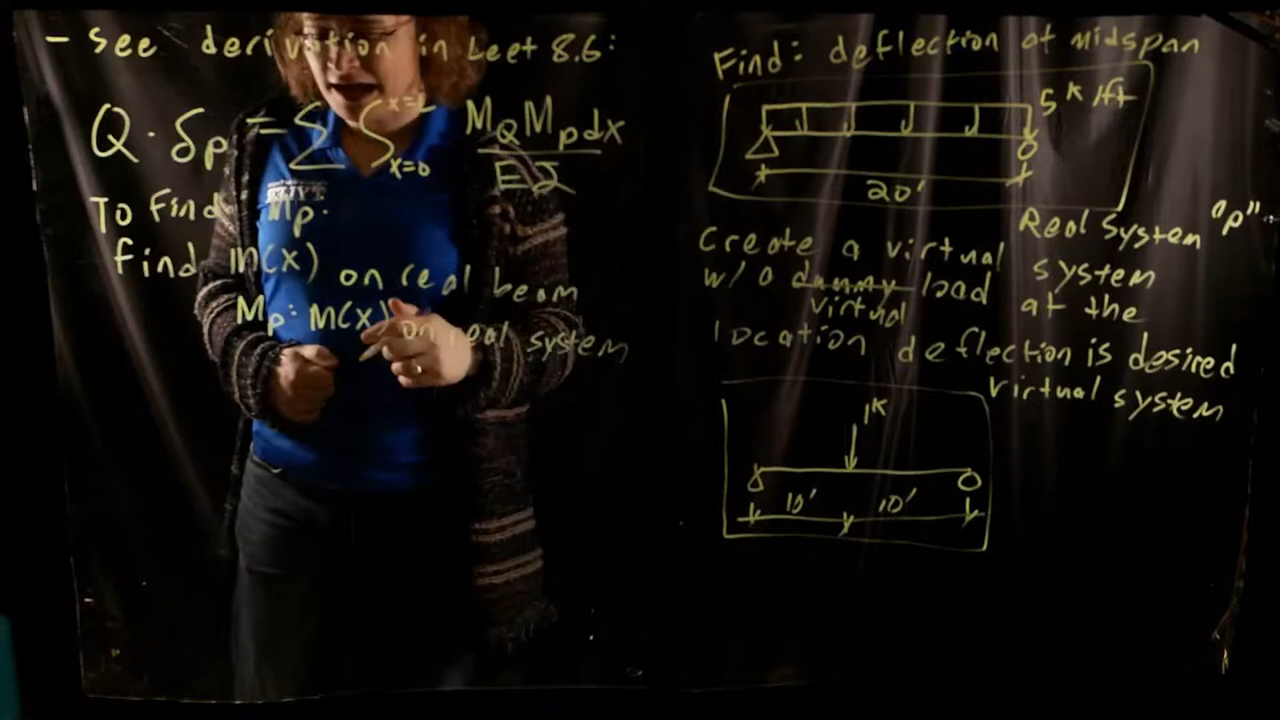 - See derivation in Leet 8.6:
Q · δp = Σ ∫ x=0 x=L MQ Mp dx / EI
To Find Mp:
find m(x) on real beam
Mp: M(x) on real system
Find: deflection at midspan
5 k/ft
20'
Real System "p"
Create a virtual system
w/ a dummy load at the
virtual
location deflection is desired
virtual system
1k
10' 10'